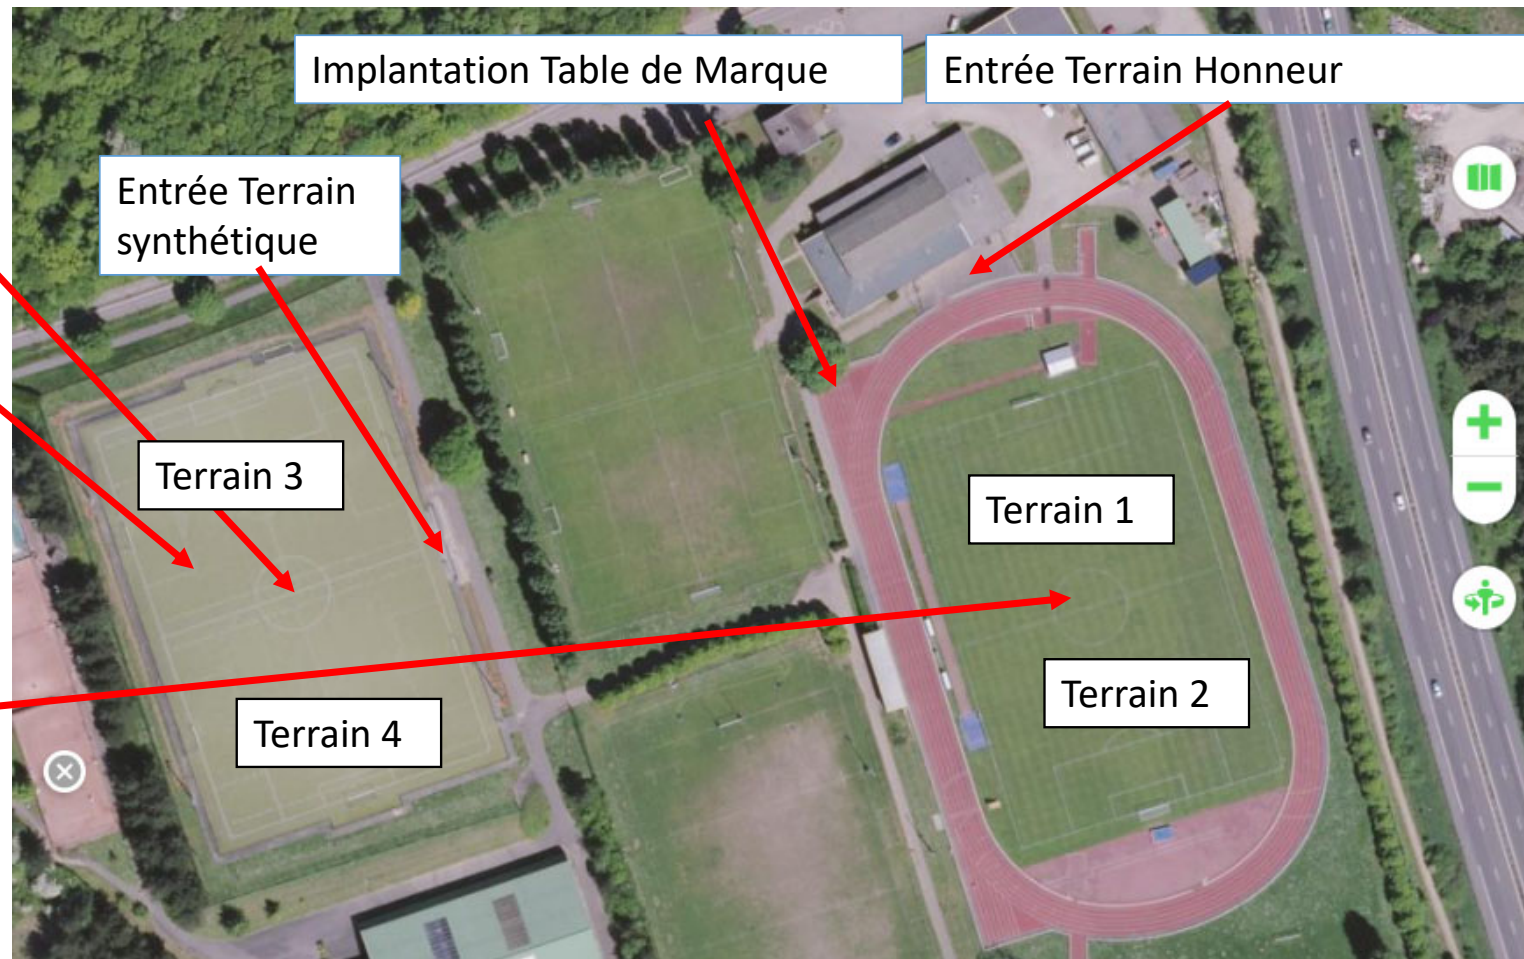 Implantation Table de Marque
Entrée Terrain Honneur
Entrée Terrain
synthétique
Terrain 3
Terrain 1
Terrain 2
Terrain 4